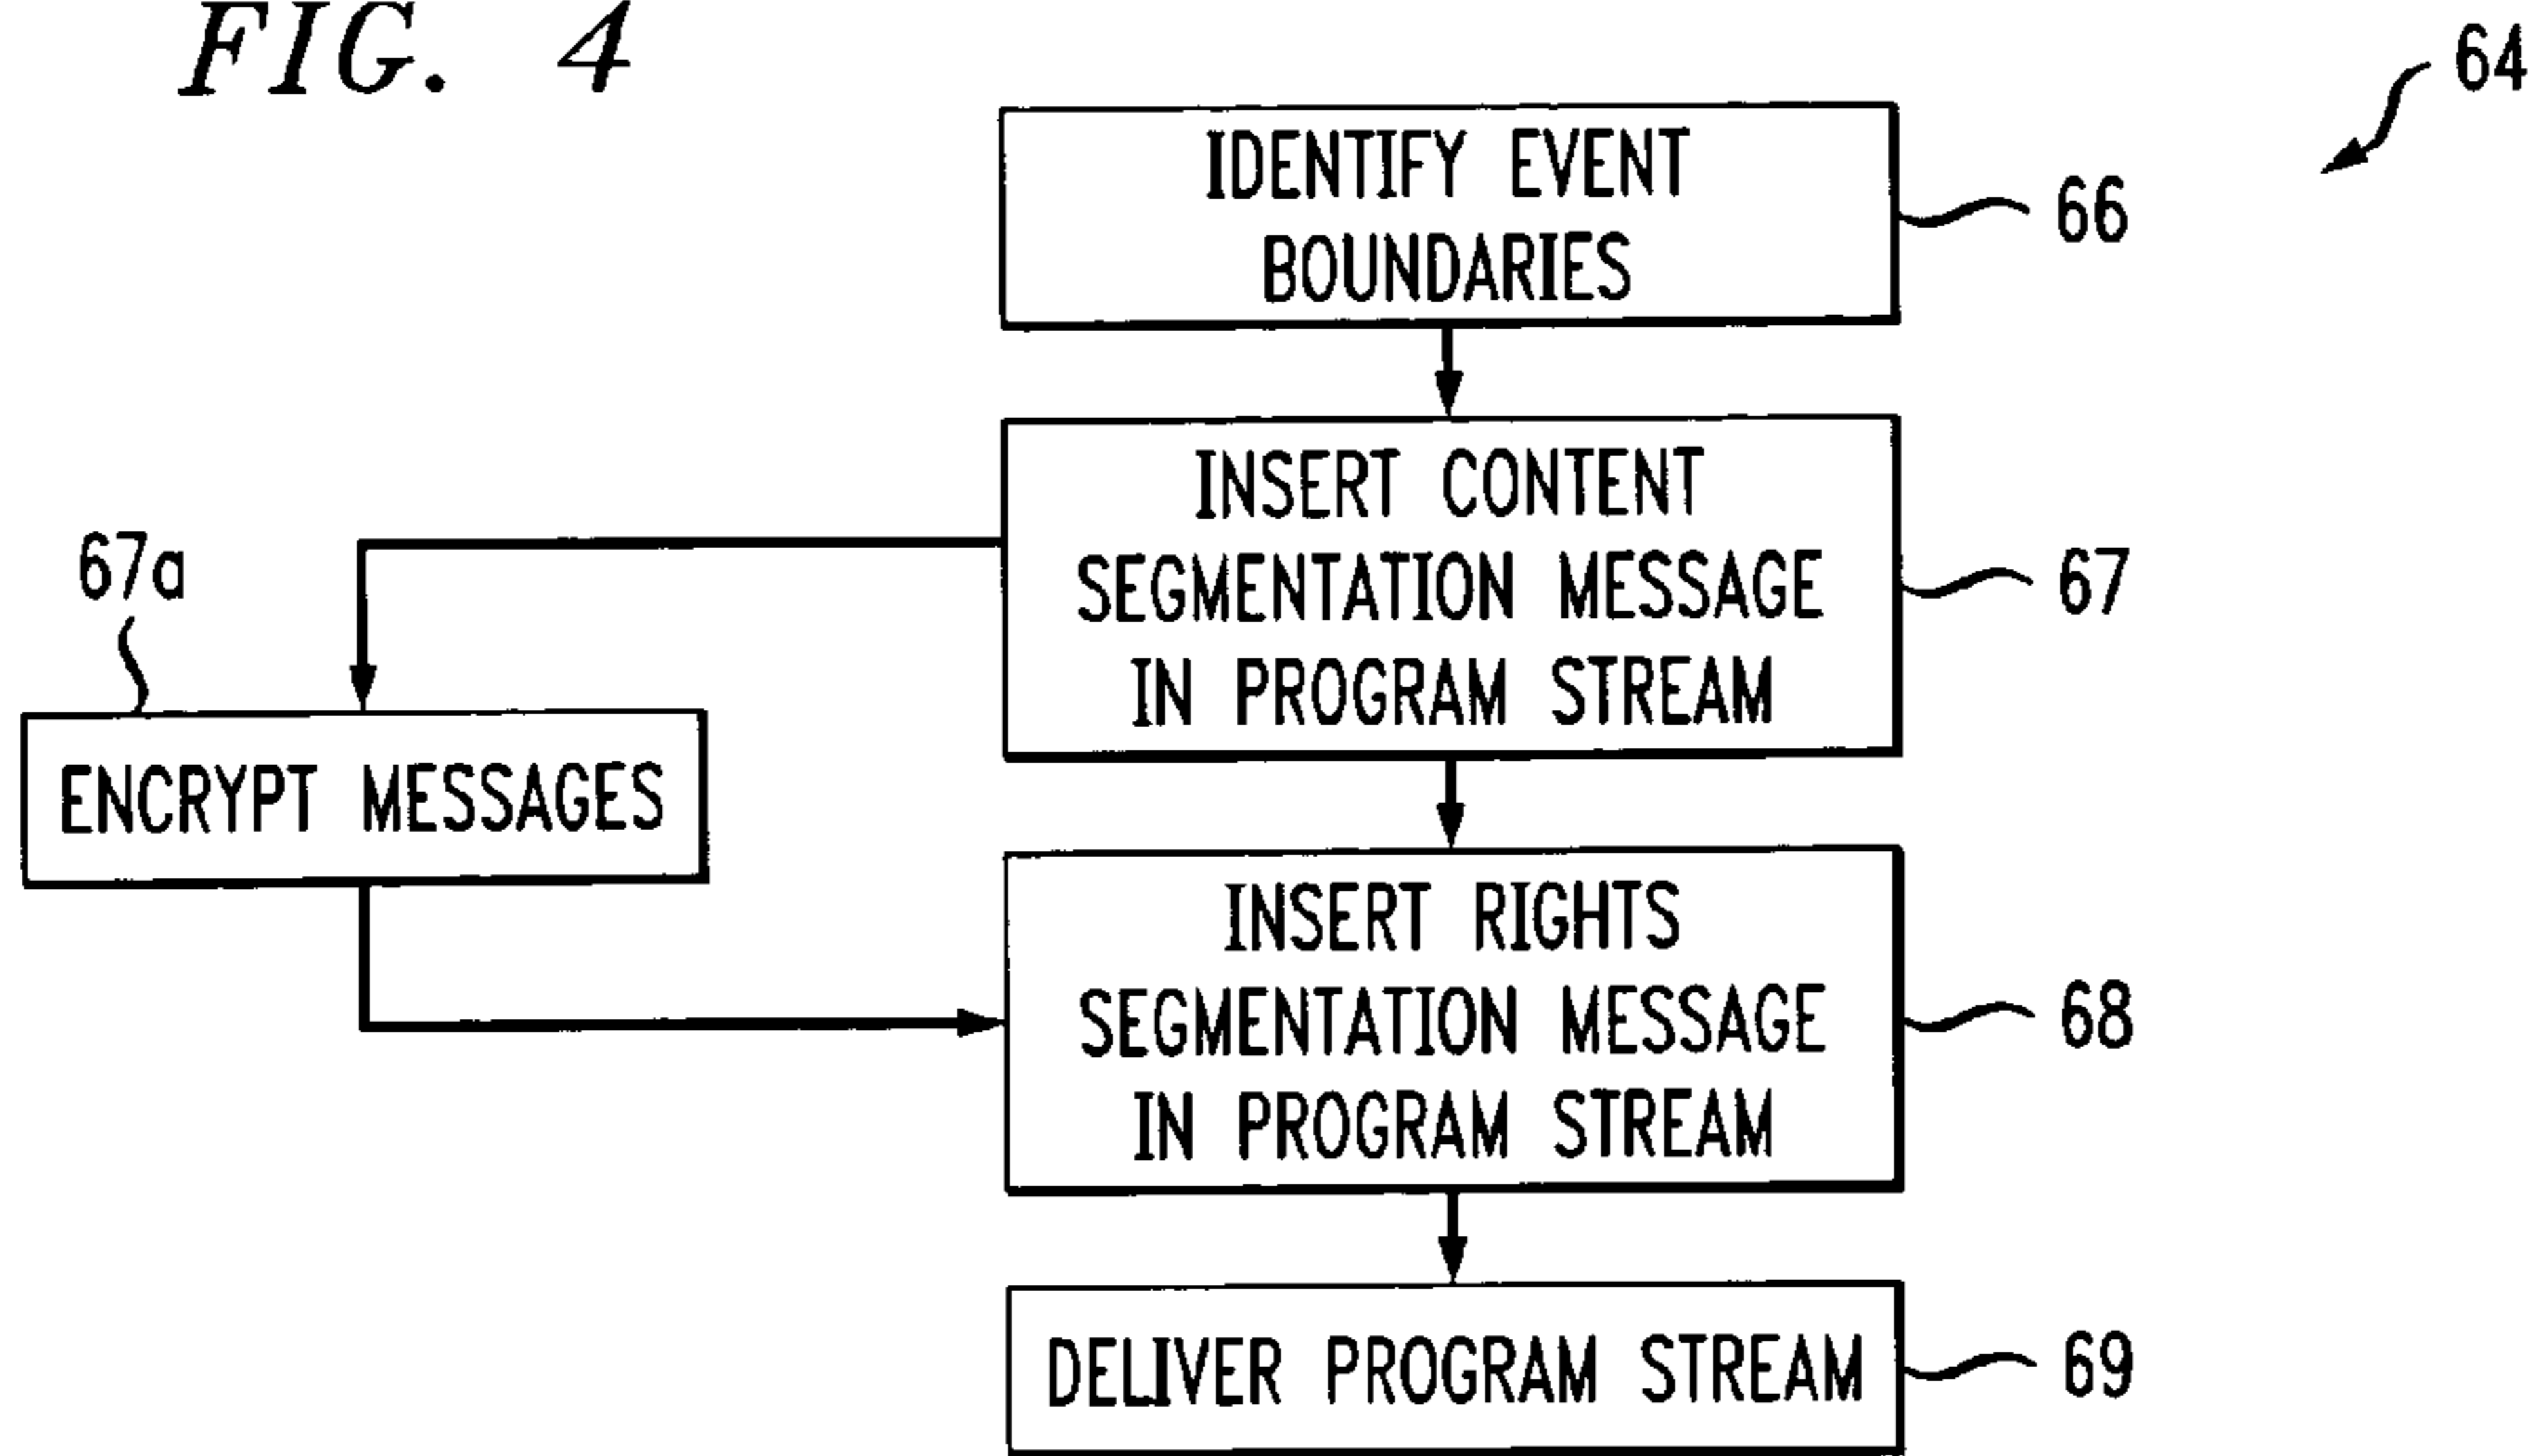 FIG. 4
64
IDENTIFY EVENT
BOUNDARIES
66
INSERT CONTENT
SEGMENTATION MESSAGE
IN PROGRAM STREAM
67
67a
ENCRYPT MESSAGES
INSERT RIGHTS
SEGMENTATION MESSAGE
IN PROGRAM STREAM
68
DELIVER PROGRAM STREAM
69